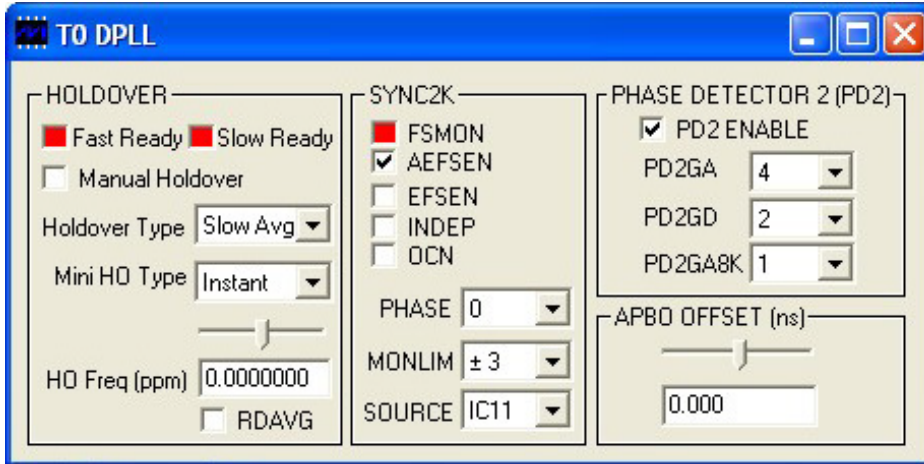 T0 DPLL
HOLDOVER
Fast Ready Slow Ready
Manual Holdover
Holdover Type Slow Avg
Mini HO Type Instant
HO Freq (ppm) 0.0000000
RDAVG
SYNC2K
FSMON
AEFSEN
EFSEN
INDEP
OCN
PHASE 0
MONLIM ± 3
SOURCE IC11
PHASE DETECTOR 2 (PD2)
PD2 ENABLE
PD2GA 4
PD2GD 2
PD2GA8K 1
APBO OFFSET (ns)
0.000